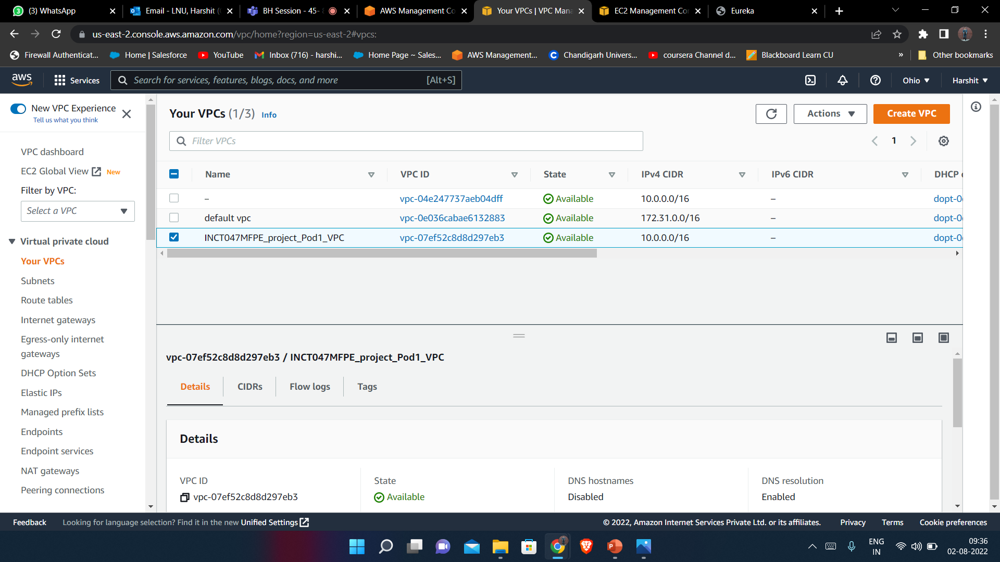 (3) WhatsApp
Email - LNU, Harshit (
BH Session - 45-
AWS Management Co
Your VPCs | VPC Mana
EC2 Management Co
Eureka
us-east-2.console.aws.amazon.com/vpc/home?region=us-east-2#vpcs:
Firewall Authenticat...
Home | Salesforce
YouTube
Inbox (716) - harshi...
Home Page ~ Sales...
AWS Management...
Chandigarh Univers...
coursera Channel d...
Blackboard Learn CU
»
Other bookmarks
aws
Services
Search for services, features, blogs, docs, and more
[Alt+S]
Ohio
Harshit
New VPC Experience
Tell us what you think
VPC dashboard
EC2 Global View
New
Filter by VPC:
Select a VPC
Virtual private cloud
Your VPCs
Subnets
Route tables
Internet gateways
Egress-only internet
gateways
DHCP Option Sets
Elastic IPs
Managed prefix lists
Endpoints
Endpoint services
NAT gateways
Peering connections
Your VPCs (1/3) Info
Actions
Create VPC
Filter VPCs
1
Name VPC ID State IPv4 CIDR IPv6 CIDR DHCP
– vpc-04e247737aeb04dff Available 10.0.0.0/16 – dopt-0
default vpc vpc-0e036cabae6132883 Available 172.31.0.0/16 – dopt-0
INCT047MFPE_project_Pod1_VPC vpc-07ef52c8d8d297eb3 Available 10.0.0.0/16 – dopt-0
vpc-07ef52c8d8d297eb3 / INCT047MFPE_project_Pod1_VPC
Details CIDRs Flow logs Tags
Details
VPC ID State DNS hostnames DNS resolution
vpc-07ef52c8d8d297eb3 Available Disabled Enabled
Feedback
Looking for language selection? Find it in the new Unified Settings
© 2022, Amazon Internet Services Private Ltd. or its affiliates.
Privacy
Terms
Cookie preferences
ENG
IN
09:36
02-08-2022